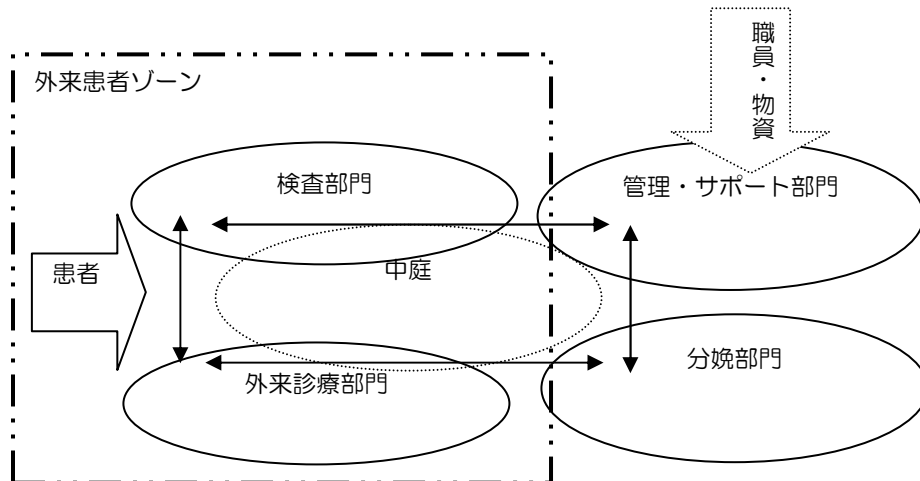 職員・物資
外来患者ゾーン
検査部門
管理・サポート部門
患者
中庭
分娩部門
外来診療部門